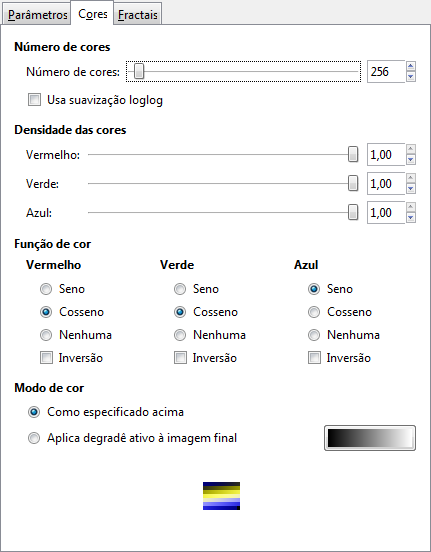 Parâmetros Cores Fractais
Número de cores
Número de cores: 256
Usa suavização loglog
Densidade das cores
Vermelho: 1,00
Verde: 1,00
Azul: 1,00
Função de cor
Vermelho Verde Azul
Seno Seno Seno
Cosseno Cosseno Cosseno
Nenhuma Nenhuma Nenhuma
Inversão Inversão Inversão
Modo de cor
Como especificado acima
Aplica degradê ativo à imagem final